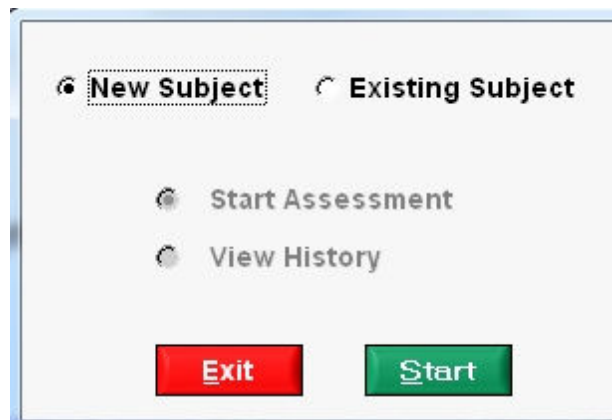 New Subject Existing Subject
Start Assessment
View History
Exit Start